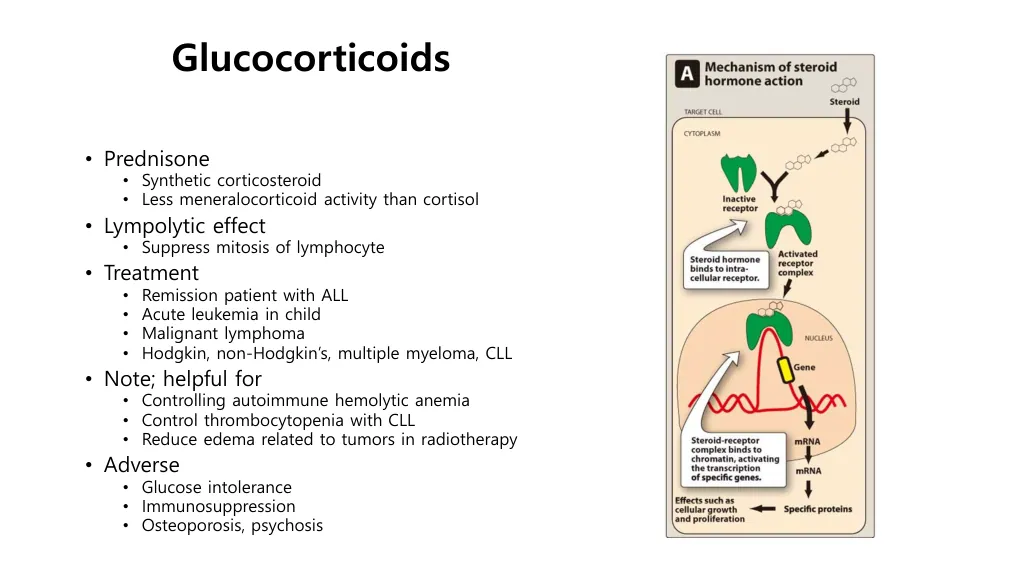 Glucocorticoids
• Prednisone
• Synthetic corticosteroid
• Less meneralocorticoid activity than cortisol
• Lympolytic effect
• Suppress mitosis of lymphocyte
• Treatment
• Remission patient with ALL
• Acute leukemia in child
• Malignant lymphoma
• Hodgkin, non-Hodgkin’s, multiple myeloma, CLL
• Note; helpful for
• Controlling autoimmune hemolytic anemia
• Control thrombocytopenia with CLL
• Reduce edema related to tumors in radiotherapy
• Adverse
• Glucose intolerance
• Immunosuppression
• Osteoporosis, psychosis
A
Mechanism of steroid
hormone action
Steroid
TARGET CELL
CYTOPLASM
Inactive
receptor
Steroid hormone
binds to intra-
cellular receptor.
Activated
receptor
complex
NUCLEUS
Gene
Steroid-receptor
complex binds to
chromatin, activating
the transcription
of specific genes.
mRNA
mRNA
Specific proteins
Effects such as
cellular growth
and proliferation